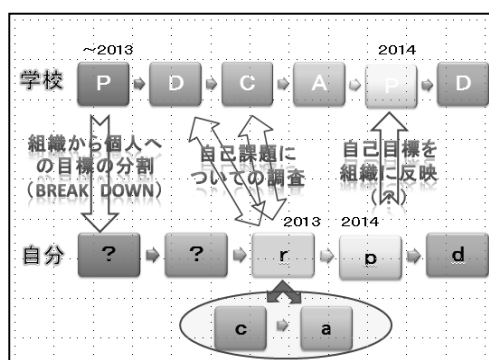 ～2013
2014
学校
P
D
C
A
P
D
組織から個人へ
の目標の分割
（BREAK DOWN）
自己課題に
ついての調査
自己目標を
組織に反映
2013
2014
自分
?
?
r
p
d
c
a